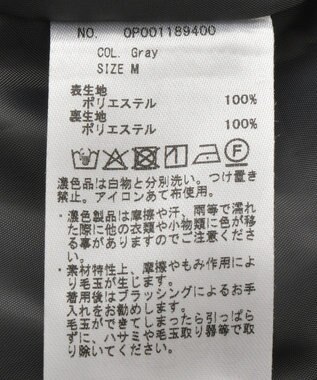 NO. OP001189400
COL. Gray
SIZE M
表生地
ポリエステル 100%
裏生地
ポリエステル 100%
濃色品は白物と分別洗い。つけ置き
禁止。アイロンあて布使用。
・濃色製品は摩擦や汗、雨等で濡れ
た際に他の衣類や小物類に色が移
る事がありますのでご注意くださ
い。
・素材特性上、摩擦やもみ作用によ
り毛玉が生じます。
着用後はブラッシングによるお手
入れをお勧めします。
毛玉ができてしまったら引っぱら
ずに、ハサミや毛玉取り器等で取
り除いてください。